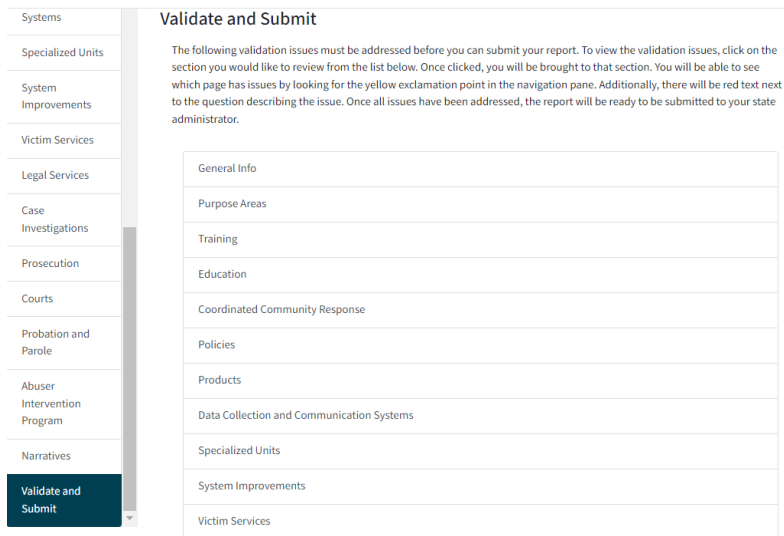 Systems
Specialized Units
System
Improvements
Victim Services
Legal Services
Case
Investigations
Prosecution
Courts
Probation and
Parole
Abuser
Intervention
Program
Narratives
Validate and
Submit
Validate and Submit
The following validation issues must be addressed before you can submit your report. To view the validation issues, click on the
section you would like to review from the list below. Once clicked, you will be brought to that section. You will be able to see
which page has issues by looking for the yellow exclamation point in the navigation pane. Additionally, there will be red text next
to the question describing the issue. Once all issues have been addressed, the report will be ready to be submitted to your state
administrator.
General Info
Purpose Areas
Training
Education
Coordinated Community Response
Policies
Products
Data Collection and Communication Systems
Specialized Units
System Improvements
Victim Services